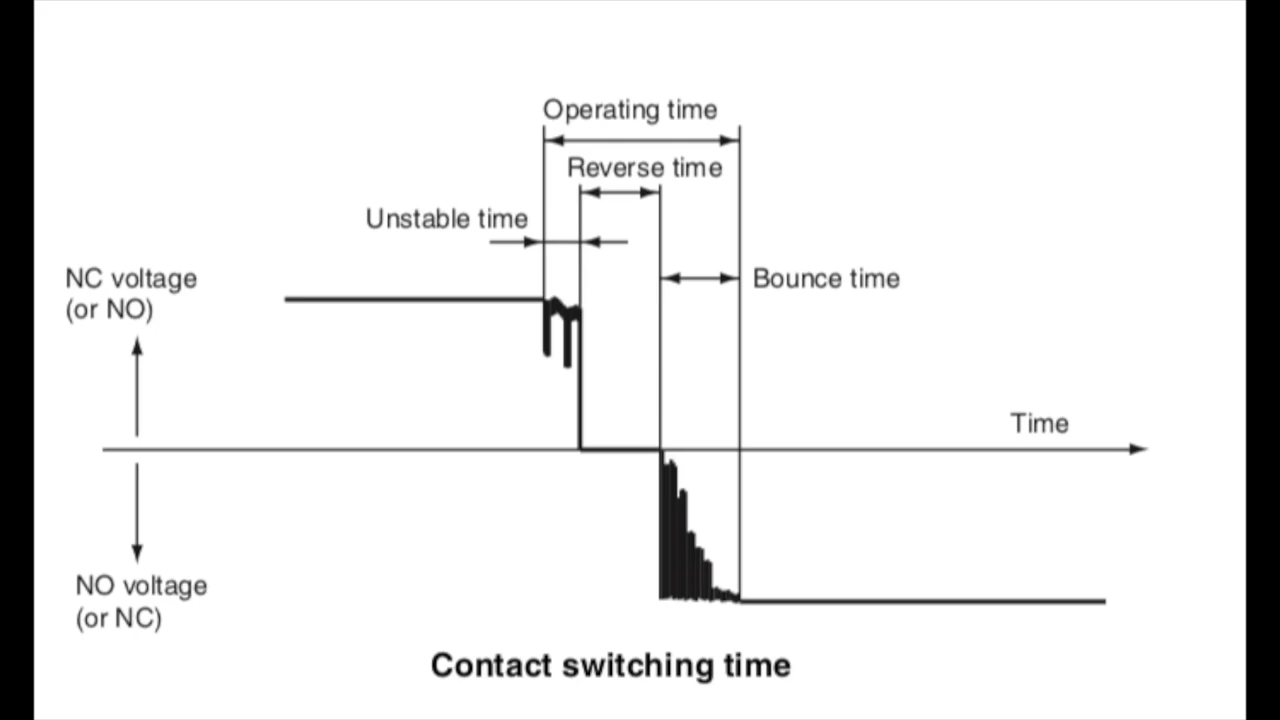 Operating time
Reverse time
Unstable time
NC voltage
(or NO)
Bounce time
Time
NO voltage
(or NC)
Contact switching time